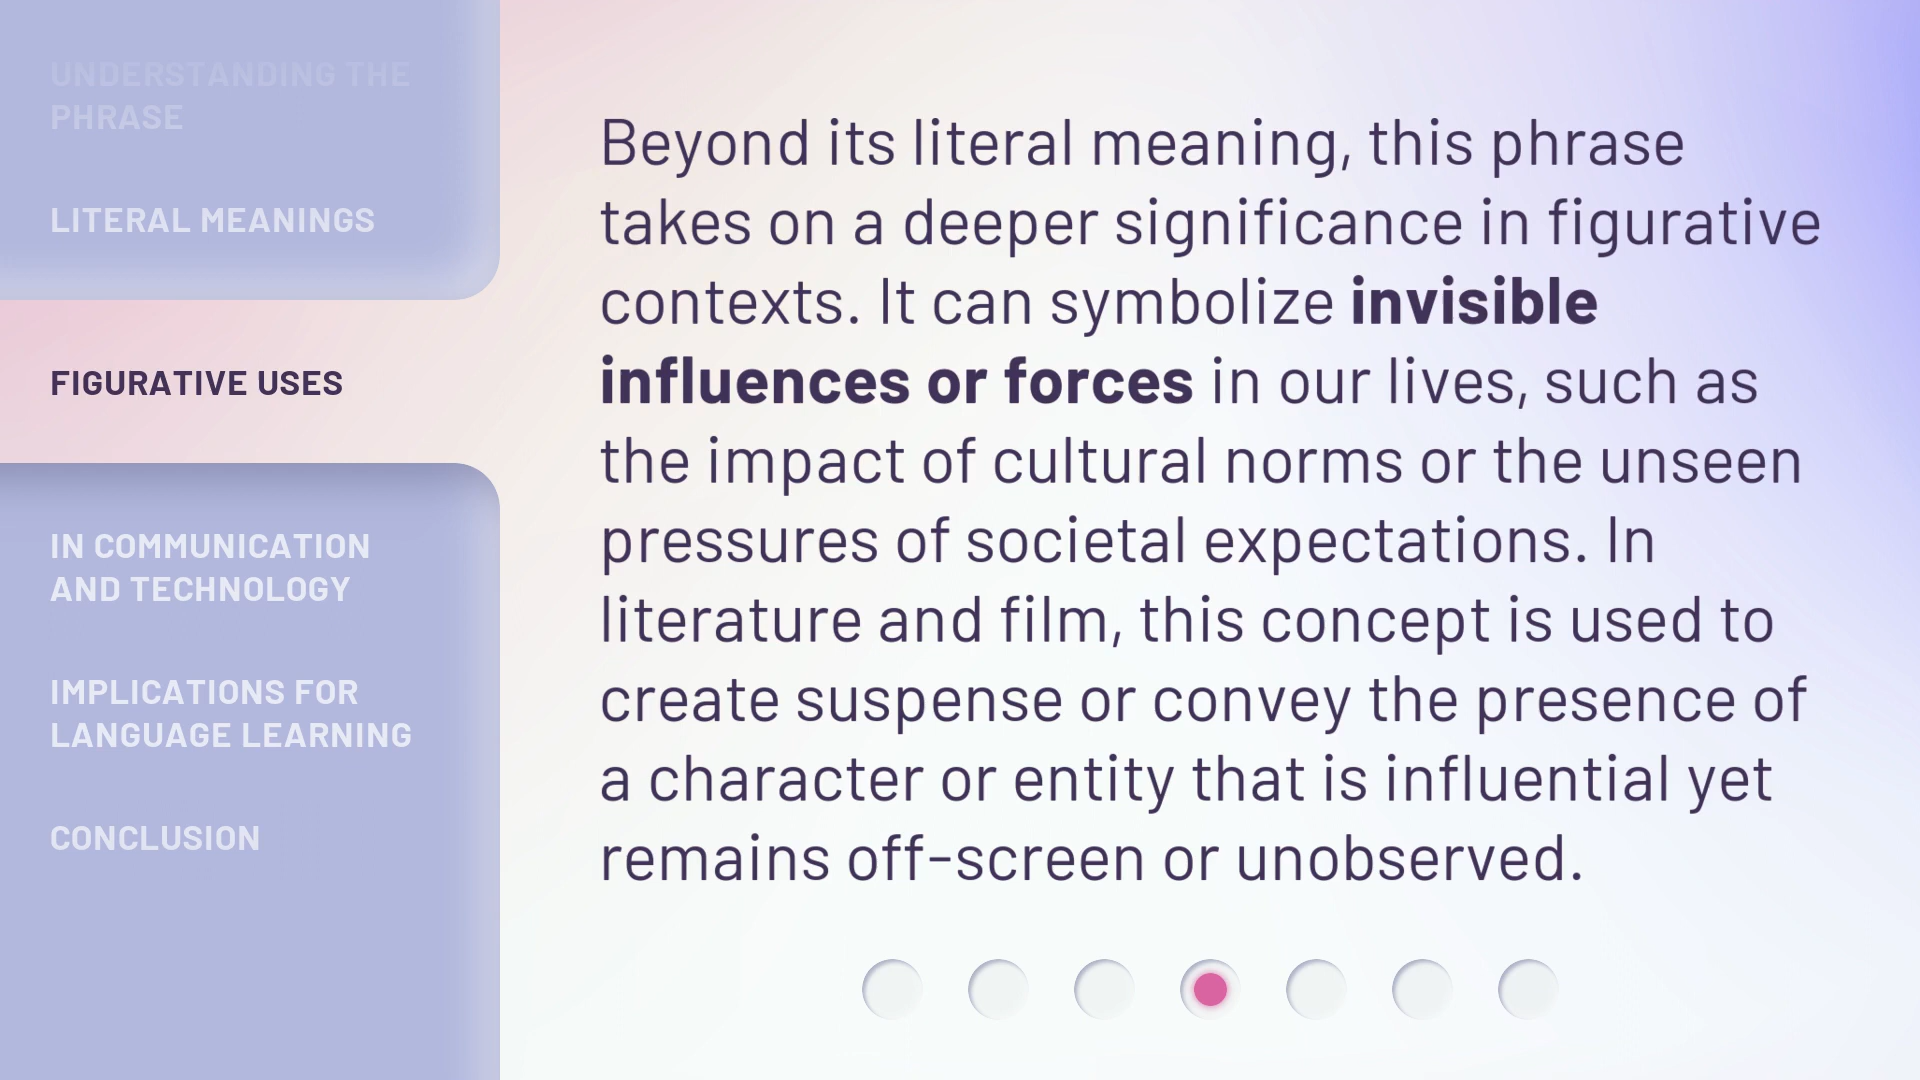 UNDERSTANDING THE
PHRASE
LITERAL MEANINGS
FIGURATIVE USES
IN COMMUNICATION
AND TECHNOLOGY
IMPLICATIONS FOR
LANGUAGE LEARNING
CONCLUSION
Beyond its literal meaning, this phrase
takes on a deeper significance in figurative
contexts. It can symbolize invisible
influences or forces in our lives, such as
the impact of cultural norms or the unseen
pressures of societal expectations. In
literature and film, this concept is used to
create suspense or convey the presence of
a character or entity that is influential yet
remains off-screen or unobserved.